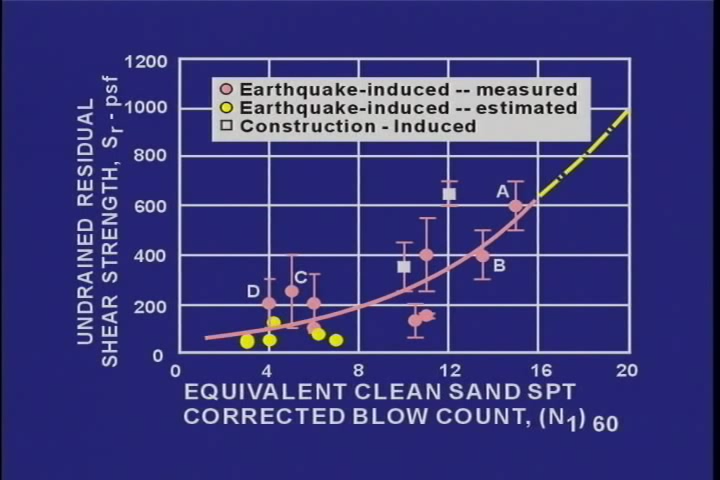 1200
1000
800
600
400
200
0
UNDRAINED RESIDUAL
SHEAR STRENGTH, Sr - psf
Earthquake-induced -- measured
Earthquake-induced -- estimated
Construction - Induced
A
B
C
D
0 4 8 12 16 20
EQUIVALENT CLEAN SAND SPT
CORRECTED BLOW COUNT, (N1) 60